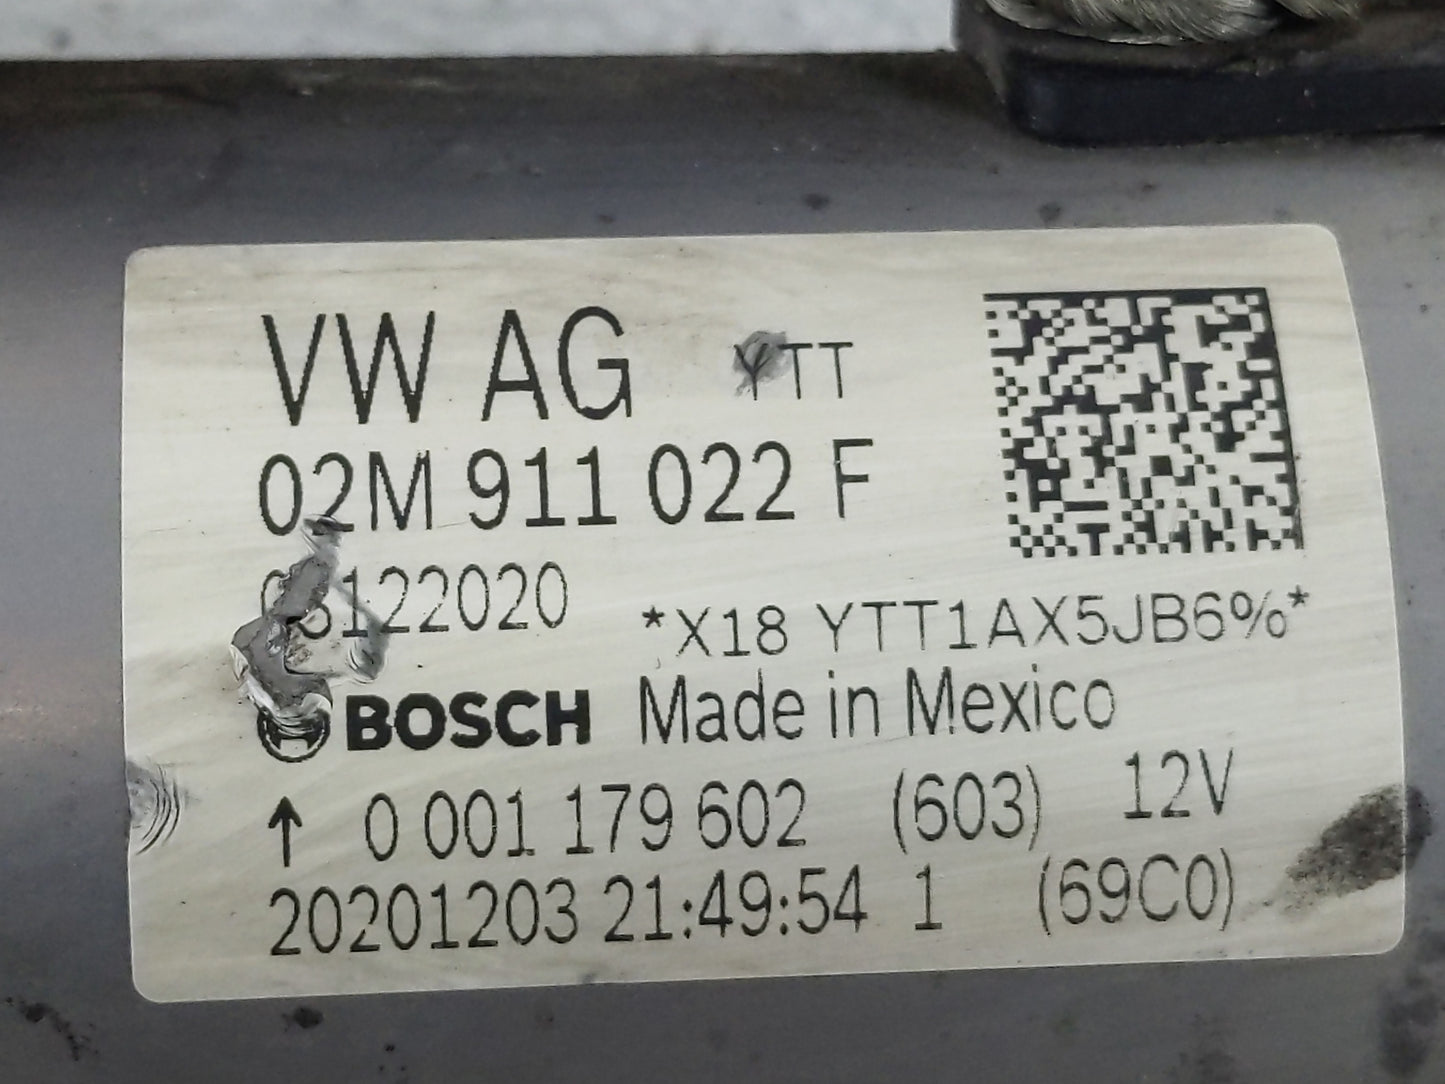 VW AG YTT
02M 911 022 F
03122020
*X18 YTT1AX5JB6%*
BOSCH Made in Mexico
↑ 0 001 179 602 (603) 12V
20201203 21:49:54 1 (69C0)